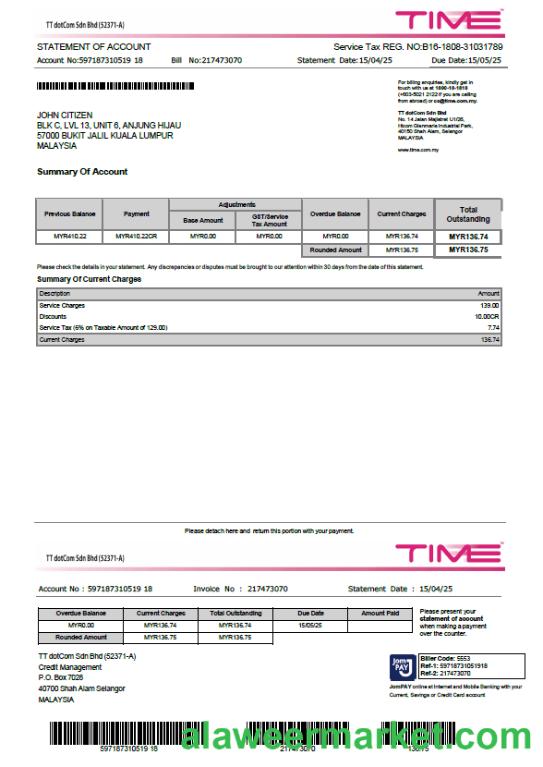 TT dotCom Sdn Bhd (52371-A)
TIME
STATEMENT OF ACCOUNT
Service Tax REG. NO:B16-1808-31031789
Account No:597187310519 18 Bill No:217473070 Statement Date:15/04/25 Due Date:15/05/25
For billing enquiries, kindly get in
touch with us at 1800-18-1818
(+603-5021 2122 if you are calling
from abroad) or cs@time.com.my.
JOHN CITIZEN
BLK C, LVL 13, UNIT 6, ANJUNG HIJAU
57000 BUKIT JALIL KUALA LUMPUR
MALAYSIA
TT dotCom Sdn Bhd
No. 14 Jalan Majistret U1/26,
Hicom Glenmarie Industrial Park,
40150 Shah Alam, Selangor
MALAYSIA
www.time.com.my
Summary Of Account
Previous Balance Payment Adjustments Overdue Balance Current Charges Total Outstanding
Base Amount GST/Service Tax Amount
MYR410.22 MYR410.22CR MYR0.00 MYR0.00 MYR0.00 MYR136.74 MYR136.74
Rounded Amount MYR136.75 MYR136.75
Please check the details in your statement. Any discrepancies or disputes must be brought to our attention within 30 days from the date of this statement.
Summary Of Current Charges
Description Amount
Service Charges 139.00
Discounts 10.00CR
Service Tax (6% on Taxable Amount of 129.00) 7.74
Current Charges 136.74
Please detach here and return this portion with your payment.
TT dotCom Sdn Bhd (52371-A)
TIME
Account No : 597187310519 18 Invoice No : 217473070 Statement Date : 15/04/25
Overdue Balance Current Charges Total Outstanding Due Date Amount Paid
MYR0.00 MYR136.74 MYR136.74 15/05/25
Rounded Amount MYR136.75 MYR136.75
Please present your
statement of account
when making a payment
over the counter.
TT dotCom Sdn Bhd (52371-A)
Credit Management
P.O. Box 7026
40700 Shah Alam Selangor
MALAYSIA
Jom PAY
Biller Code: 5553
Ref-1: 59718731051918
Ref-2: 217473070
JomPAY online at Internet and Mobile Banking with your
Current, Savings or Credit Card account
alaweermarket.com
597187310519 18 217473070 13675